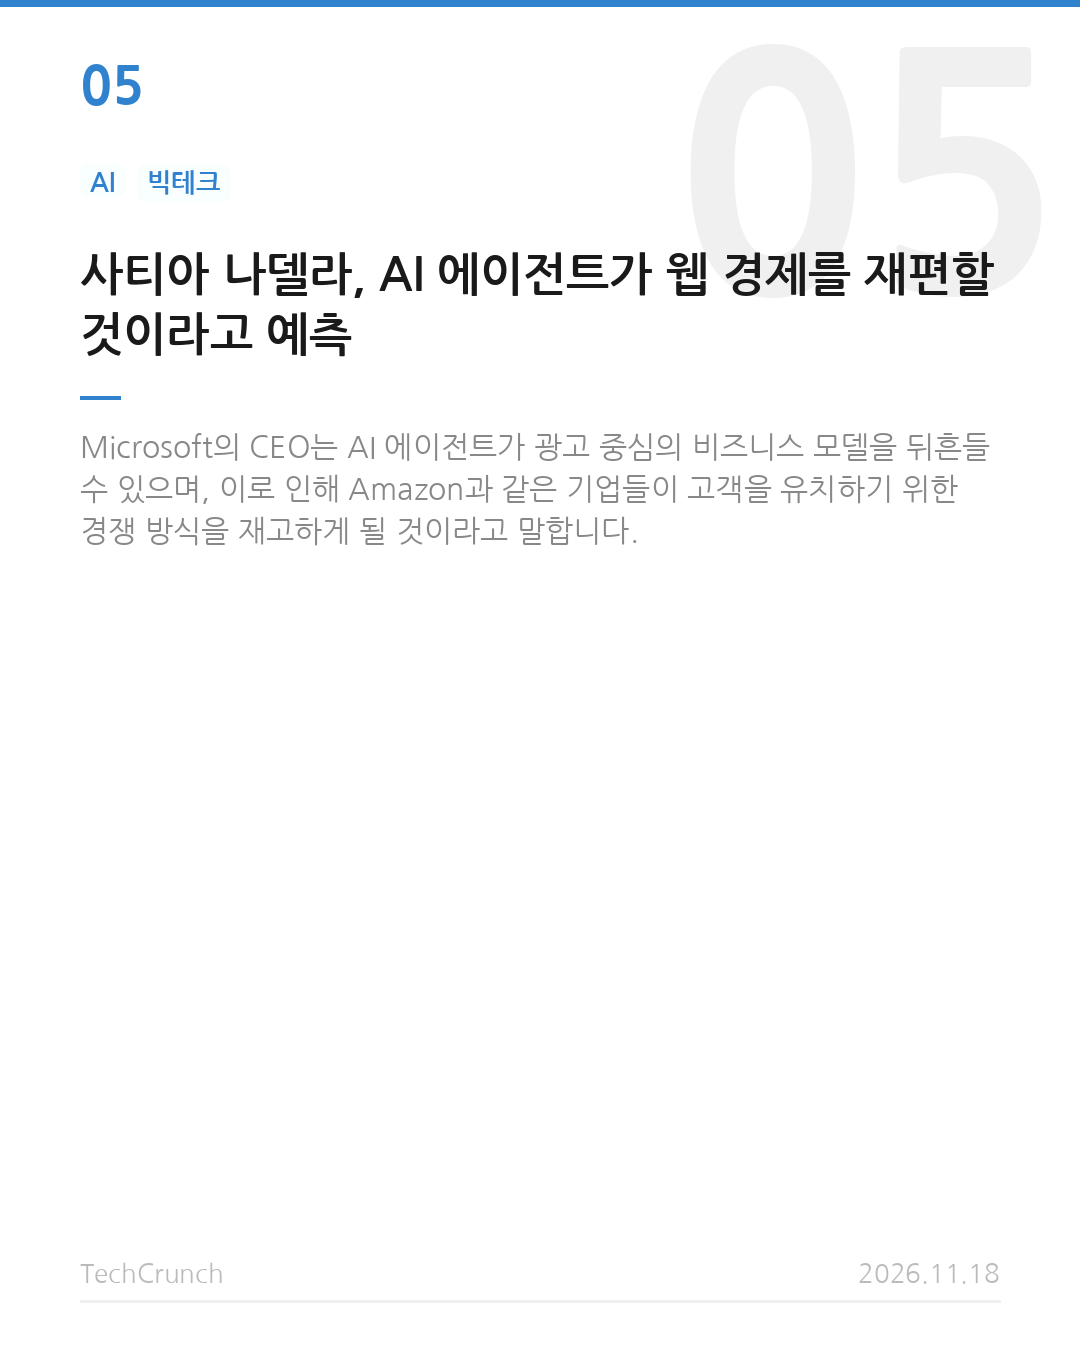 05
05
AI 빅테크
사티아 나델라, AI 에이전트가 웹 경제를 재편할
것이라고 예측
Microsoft의 CEO는 AI 에이전트가 광고 중심의 비즈니스 모델을 뒤흔들
수 있으며, 이로 인해 Amazon과 같은 기업들이 고객을 유치하기 위한
경쟁 방식을 재고하게 될 것이라고 말합니다.
TechCrunch 2026.11.18